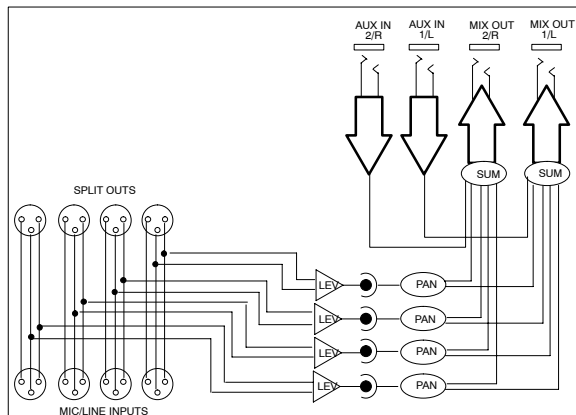 AUX IN 2/R
AUX IN 1/L
MIX OUT 2/R
MIX OUT 1/L
SUM
SUM
SPLIT OUTS
LEV
PAN
LEV
PAN
LEV
PAN
LEV
PAN
MIC/LINE INPUTS